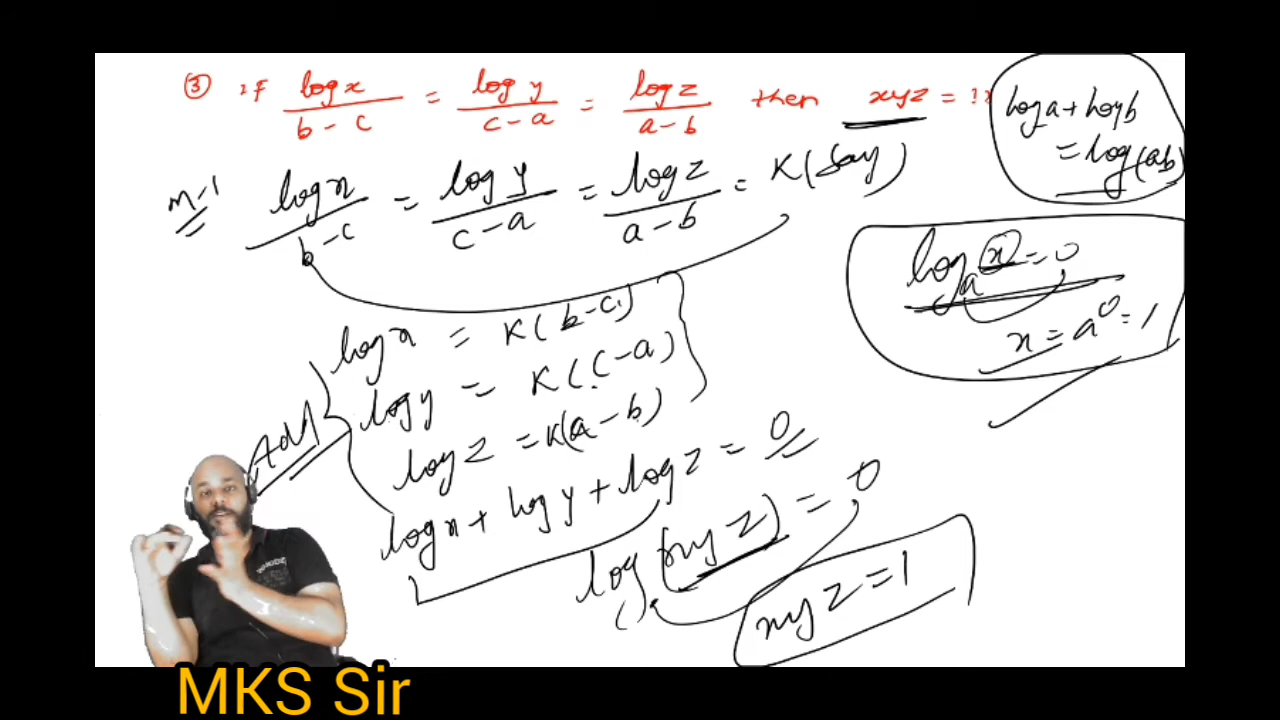 ③ If log x / b - c = log y / c - a = log z / a - b then xyz = ??
log a + log b
= log(ab)
M-1 log x / b - c = log y / c - a = log z / a - b = K (Say)
log_a x = 0
x = a⁰ = 1
log x = K(b - c)
log y = K(c - a)
log z = K(a - b)
Add
log x + log y + log z = 0
log (xyz) = 0
()
xyz = 1
MKS Sir